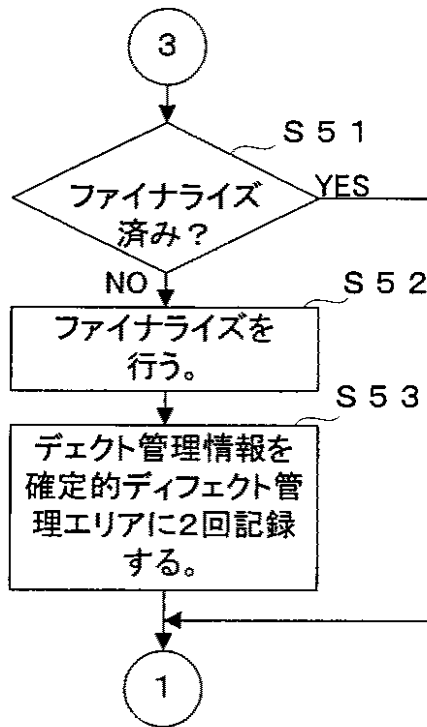 3
S51
ファイナライズ
済み？
YES
NO
S52
ファイナライズを
行う。
S53
デェクト管理情報を
確定的ディフェクト管
理エリアに2回記録
する。
1